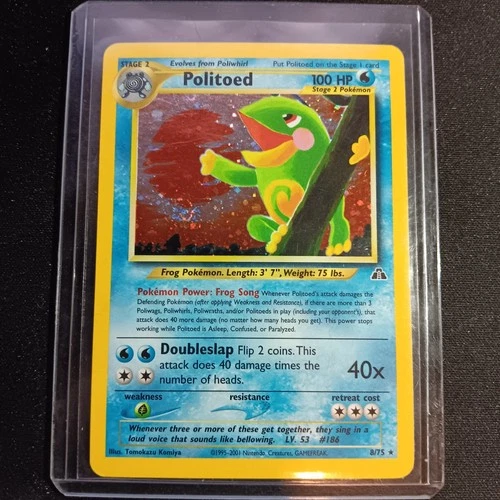 STAGE 2 Evolves from Poliwhirl Put Politoed on the Stage 1 card
Politoed 100 HP
Stage 2 Pokémon
Frog Pokémon. Length: 3' 7", Weight: 75 lbs.
Pokémon Power: Frog Song Whenever Politoed's attack damages the
Defending Pokémon (after applying Weakness and Resistance), if there are more than 3
Poliwags, Poliwhirls, Poliwraths, and/or Politoeds in play (including your opponent's), that
attack does 40 more damage (no matter how many heads you get). This power stops
working while Politoed is Asleep, Confused, or Paralyzed.
Doubleslap Flip 2 coins. This
attack does 40 damage times the
number of heads.
40x
weakness resistance retreat cost
Whenever three or more of these get together, they sing in a
loud voice that sounds like bellowing. LV. 53 #186
Illus. Tomokazu Komiya ©1995-2001 Nintendo, Creatures, GAMEFREAK. 8/75 ★